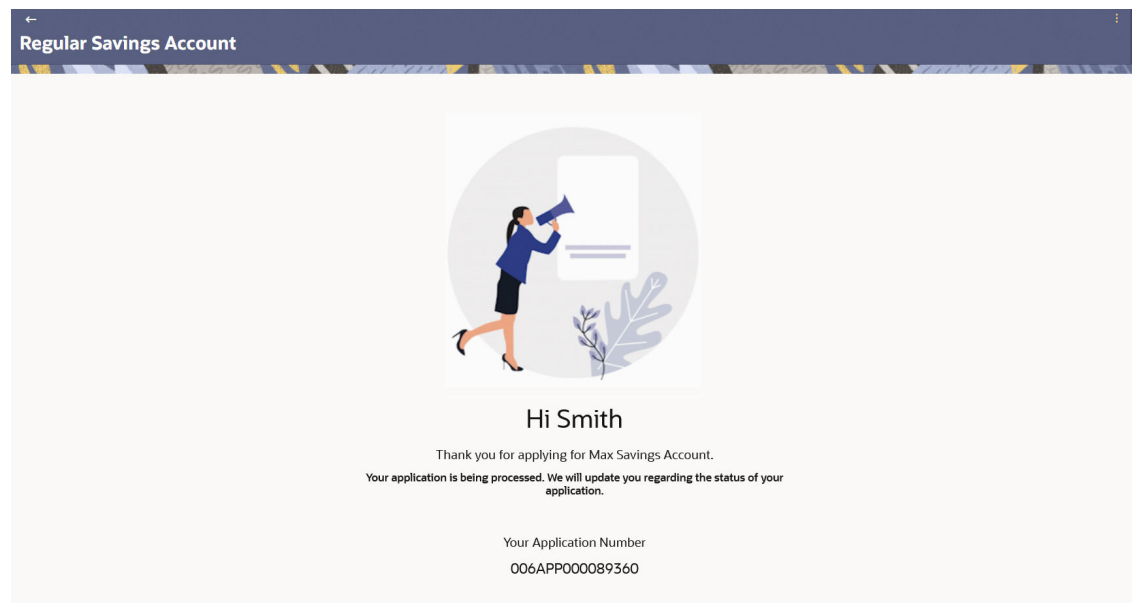 Regular Savings Account
Hi Smith
Thank you for applying for Max Savings Account.
Your application is being processed. We will update you regarding the status of your
application.
Your Application Number
006APP000089360